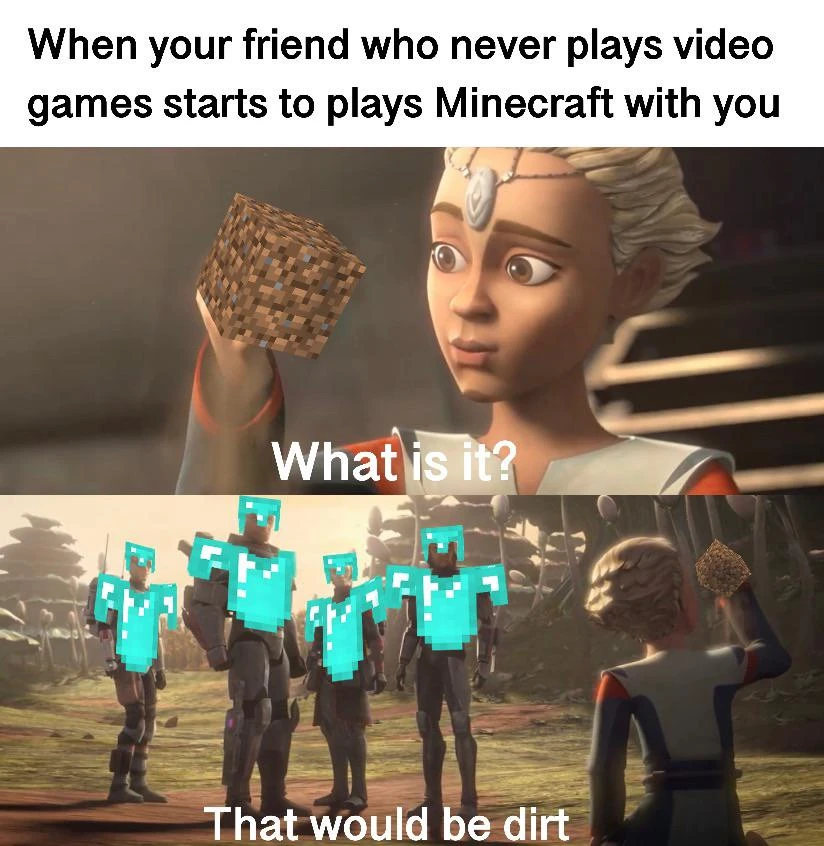 When your friend who never plays video
games starts to plays Minecraft with you
What is it?
That would be dirt